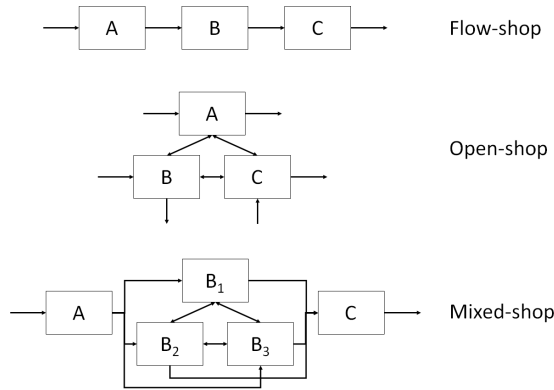 A B C Flow-shop
A
B C Open-shop
B₁
A C Mixed-shop
B₂ B₃